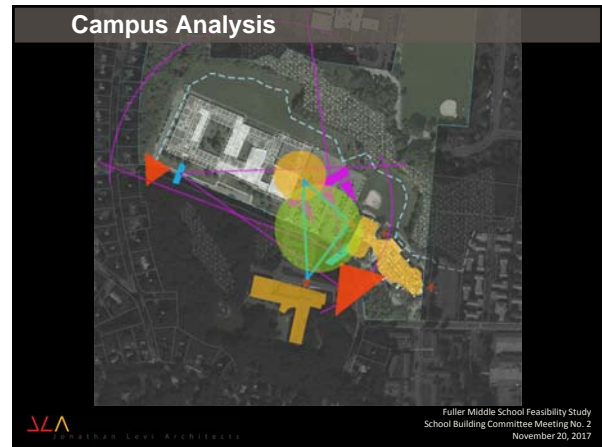 Campus Analysis
JLA
Jonathan Levi Architects
Fuller Middle School Feasibility Study
School Building Committee Meeting No. 2
November 20, 2017